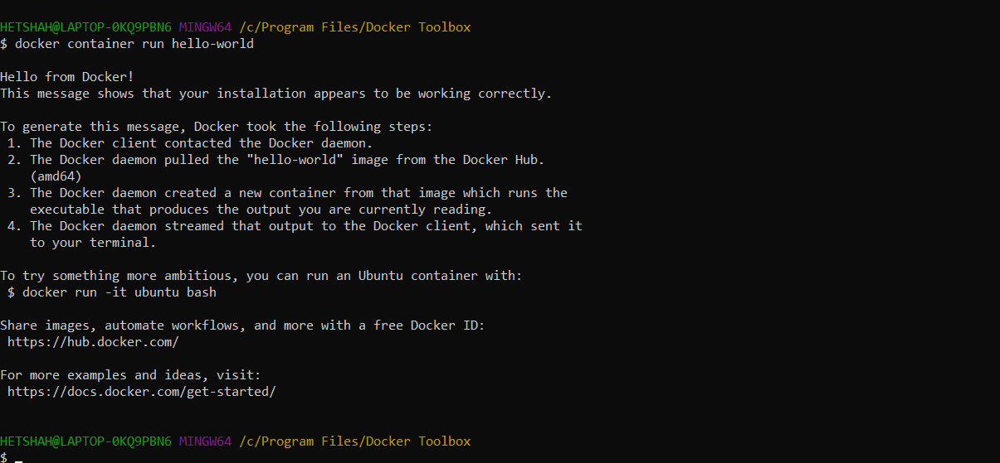 HETSHAH@LAPTOP-0KQ9PBN6 MINGW64 /c/Program Files/Docker Toolbox
$ docker container run hello-world

Hello from Docker!
This message shows that your installation appears to be working correctly.

To generate this message, Docker took the following steps:
 1. The Docker client contacted the Docker daemon.
 2. The Docker daemon pulled the "hello-world" image from the Docker Hub.
    (amd64)
 3. The Docker daemon created a new container from that image which runs the
    executable that produces the output you are currently reading.
 4. The Docker daemon streamed that output to the Docker client, which sent it
    to your terminal.

To try something more ambitious, you can run an Ubuntu container with:
 $ docker run -it ubuntu bash

Share images, automate workflows, and more with a free Docker ID:
 https://hub.docker.com/

For more examples and ideas, visit:
 https://docs.docker.com/get-started/


HETSHAH@LAPTOP-0KQ9PBN6 MINGW64 /c/Program Files/Docker Toolbox
$ _